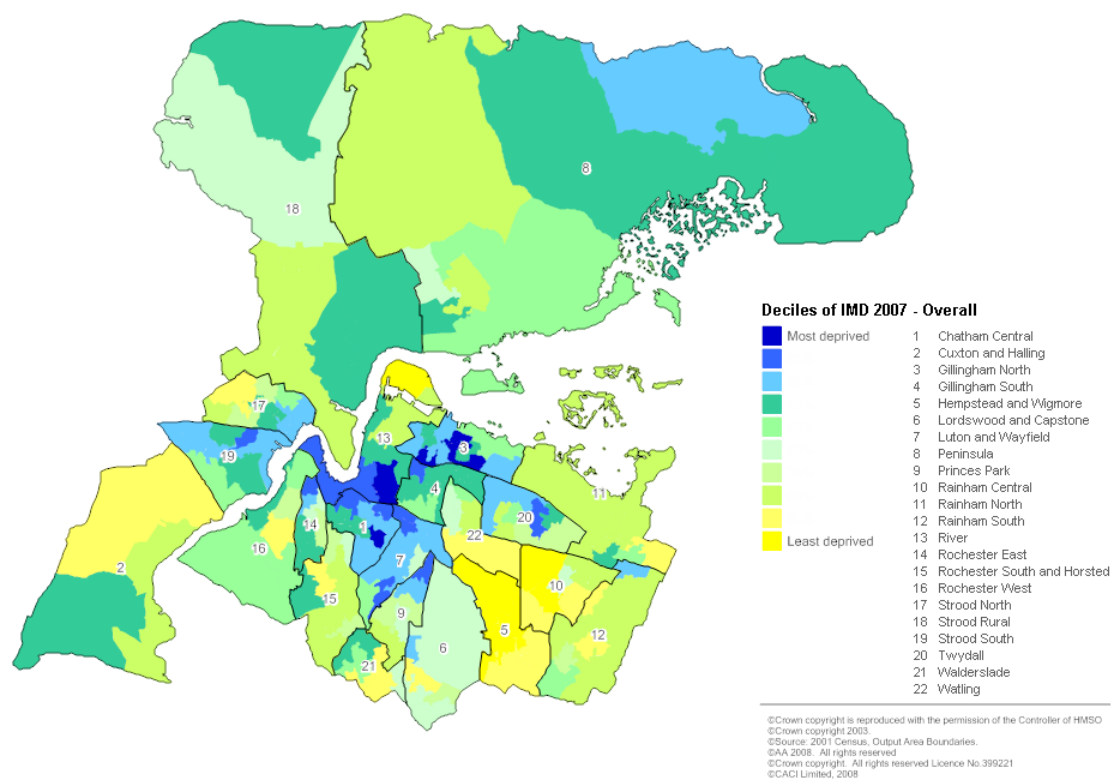 8
18
Deciles of IMD 2007 - Overall
Most deprived
Least deprived
1 Chatham Central
2 Cuxton and Halling
3 Gillingham North
4 Gillingham South
5 Hempstead and Wigmore
6 Lordswood and Capstone
7 Luton and Wayfield
8 Peninsula
9 Princes Park
10 Rainham Central
11 Rainham North
12 Rainham South
13 River
14 Rochester East
15 Rochester South and Horsted
16 Rochester West
17 Strood North
18 Strood Rural
19 Strood South
20 Twydall
21 Walderslade
22 Watling
17
13
3
19
4
11
20
14
1
22
16
7
2
10
15
9
5
12
6
21
©Crown copyright is reproduced with the permission of the Controller of HMSO
©Crown copyright 2003.
©Source: 2001 Census, Output Area Boundaries.
©AA 2008. All rights reserved
©Crown copyright. All rights reserved Licence No.399221
©CACI Limited, 2008